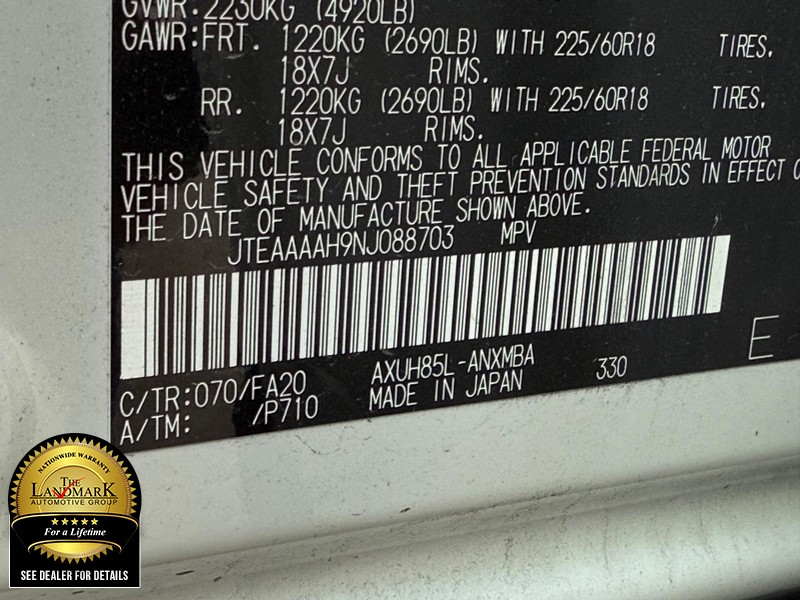 GVWR:2230KG (4920LB)
GAWR:FRT. 1220KG (2690LB) WITH 225/60R18 TIRES,
18X7J RIMS.
RR. 1220KG (2690LB) WITH 225/60R18 TIRES,
18X7J RIMS.
THIS VEHICLE CONFORMS TO ALL APPLICABLE FEDERAL MOTOR
VEHICLE SAFETY AND THEFT PREVENTION STANDARDS IN EFFECT O
THE DATE OF MANUFACTURE SHOWN ABOVE.
JTEAAAAH9NJ088703 MPV
C/TR:070/FA20 AXUH85L-ANXMBA 330 E
A/TM: /P710 MADE IN JAPAN
NATIONWIDE WARRANTY
THE
LANDMARK
AUTOMOTIVE GROUP
For a Lifetime
SEE DEALER FOR DETAILS